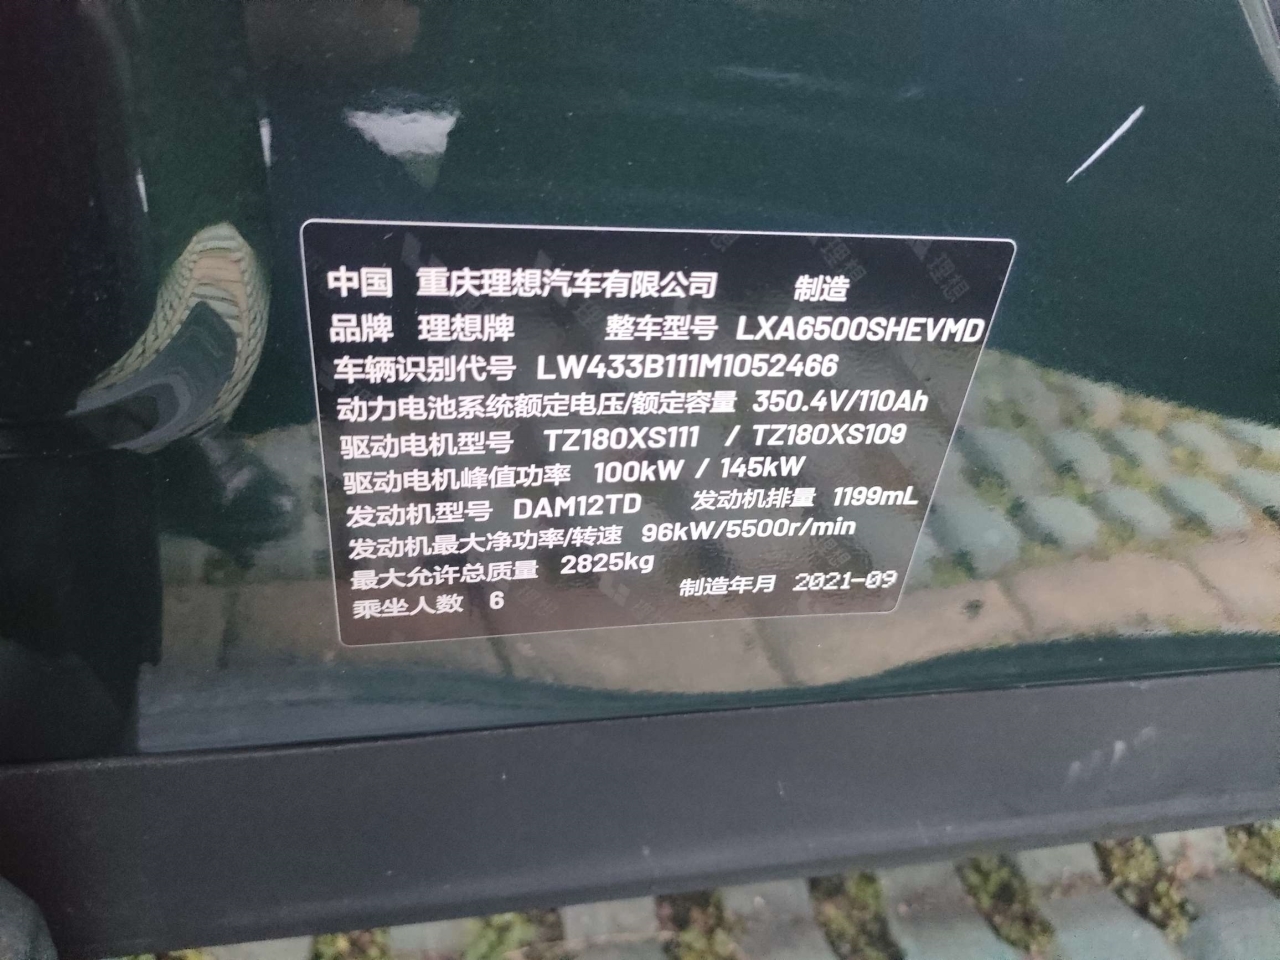 中国 重庆理想汽车有限公司 制造
品牌 理想牌 整车型号 LXA6500SHEVMD
车辆识别代号 LW433B111M1052466
动力电池系统额定电压/额定容量 350.4V/110Ah
驱动电机型号 TZ180XS111 / TZ180XS109
驱动电机峰值功率 100kW / 145kW
发动机型号 DAM12TD 发动机排量 1199mL
发动机最大净功率/转速 96kW/5500r/min
最大允许总质量 2825kg
制造年月 2021-09
乘坐人数 6